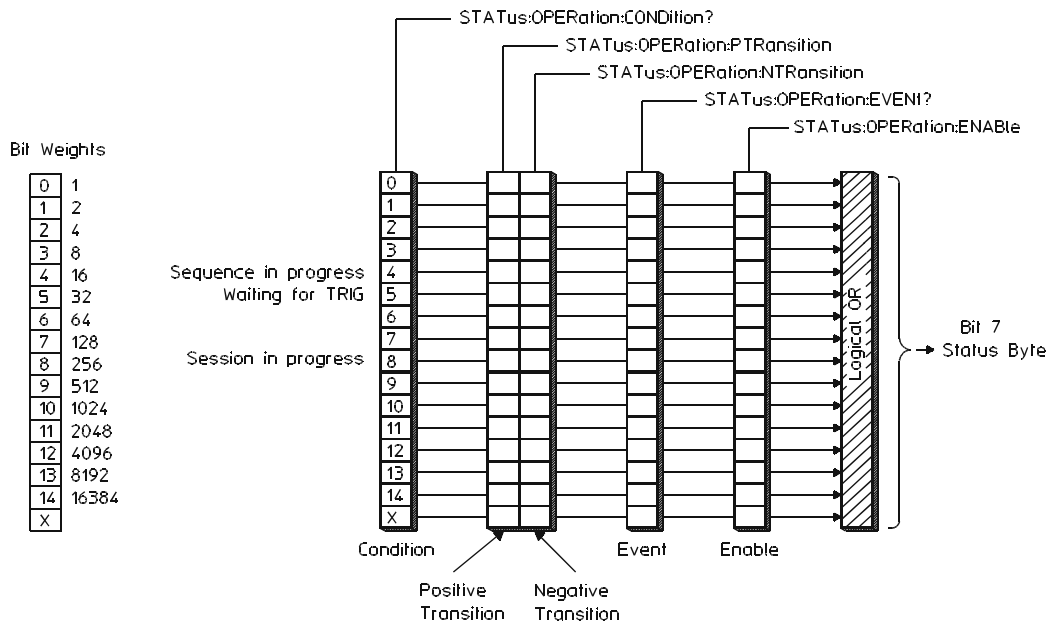 STATus:OPERation:CONDition?
STATus:OPERation:PTRansition
STATus:OPERation:NTRansition
STATus:OPERation:EVENt?
STATus:OPERation:ENABle
Bit Weights
0 1
1 2
2 4
3 8
4 16
5 32
6 64
7 128
8 256
9 512
10 1024
11 2048
12 4096
13 8192
14 16384
X
Sequence in progress
Waiting for TRIG
Session in progress
0
1
2
3
4
5
6
7
8
9
10
11
12
13
14
X
Logical OR
Bit 7
Status Byte
Condition
Event
Enable
Positive
Transition
Negative
Transition